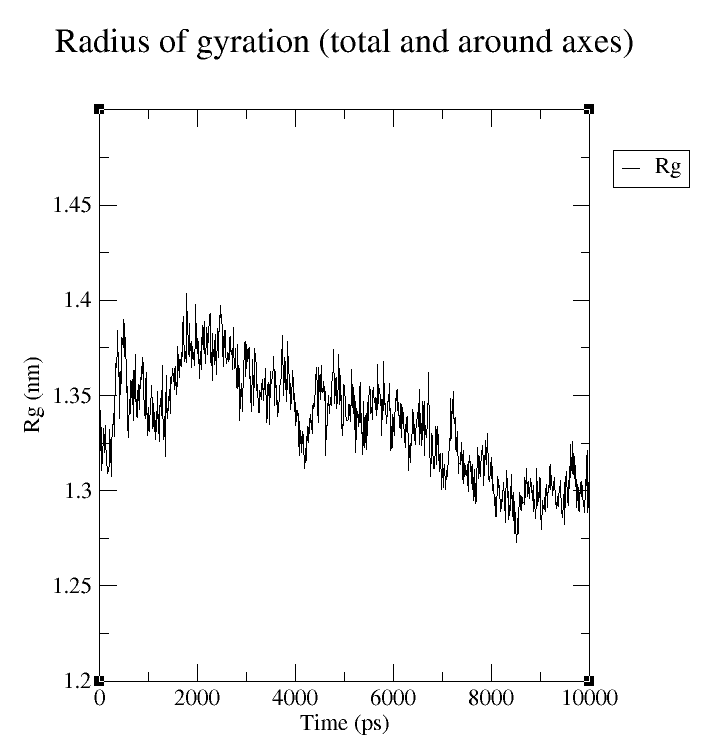 Radius of gyration (total and around axes)
Rg
1.45
1.4
1.35
1.3
1.25
1.2
Rg (nm)
0 2000 4000 6000 8000 10000
Time (ps)